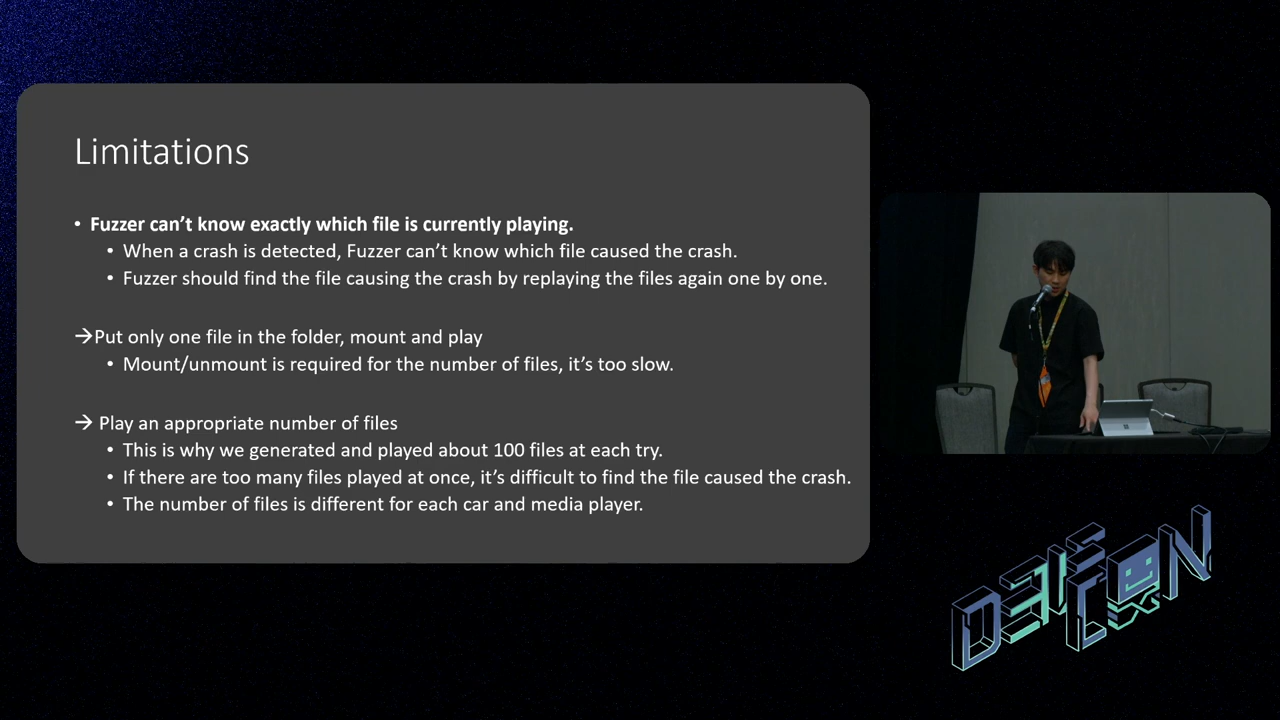 Limitations
• Fuzzer can’t know exactly which file is currently playing.
• When a crash is detected, Fuzzer can’t know which file caused the crash.
• Fuzzer should find the file causing the crash by replaying the files again one by one.
→Put only one file in the folder, mount and play
• Mount/unmount is required for the number of files, it’s too slow.
→ Play an appropriate number of files
• This is why we generated and played about 100 files at each try.
• If there are too many files played at once, it’s difficult to find the file caused the crash.
• The number of files is different for each car and media player.
DEF CON